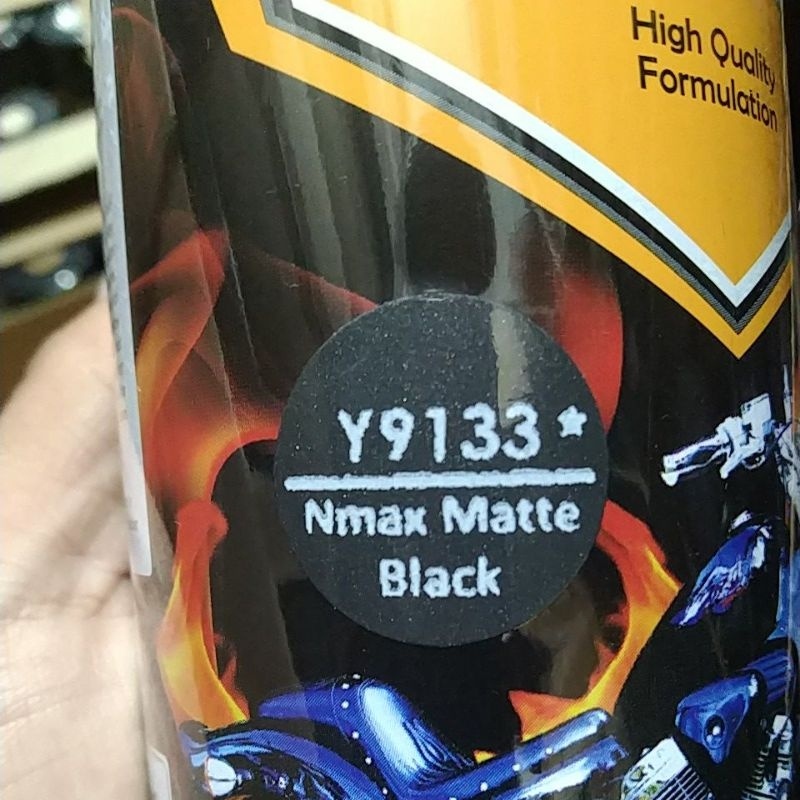 High Quality
Formulation
Y9133*
Nmax Matte
Black